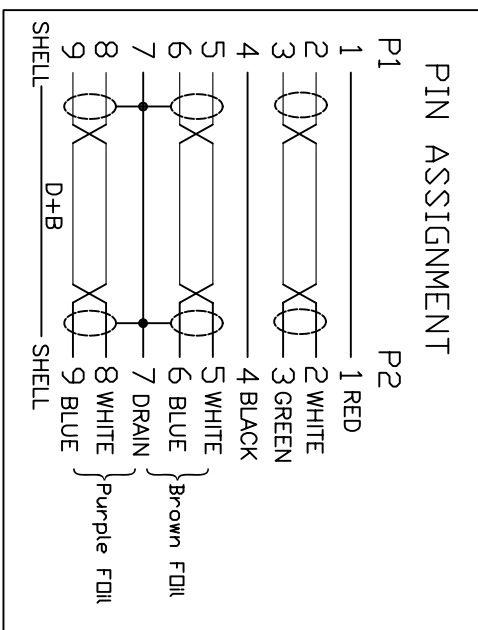 PIN ASSIGNMENT
P1 P2
1 1 RED
2 2 WHITE
3 3 GREEN
4 4 BLACK
5 5 WHITE
6 6 BLUE
7 7 DRAIN
8 8 WHITE
9 9 BLUE
SHELL D+B SHELL
Brown Foil
Purple Foil